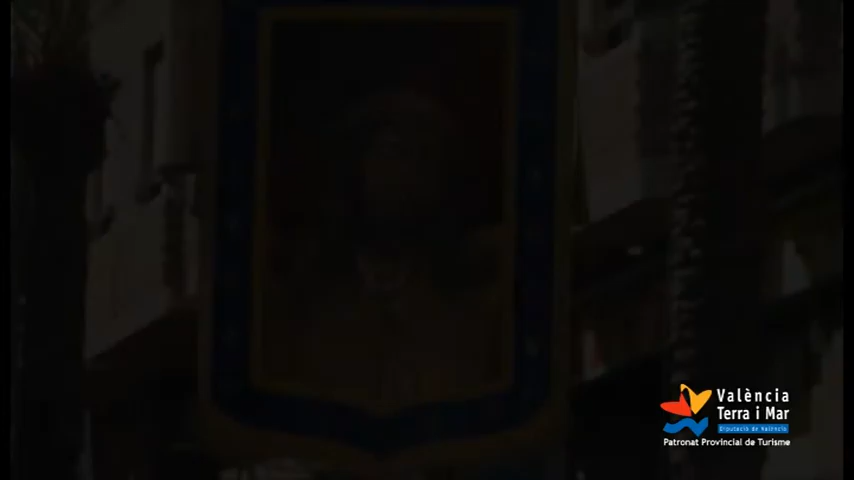 València
Terra i Mar
Diputació de València
Patronat Provincial de Turisme